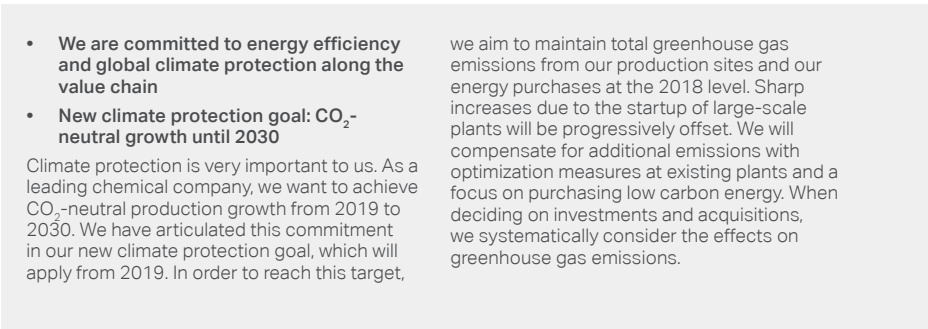 • We are committed to energy efficiency
and global climate protection along the
value chain
• New climate protection goal: CO₂-
neutral growth until 2030
Climate protection is very important to us. As a
leading chemical company, we want to achieve
CO₂-neutral production growth from 2019 to
2030. We have articulated this commitment
in our new climate protection goal, which will
apply from 2019. In order to reach this target,
we aim to maintain total greenhouse gas
emissions from our production sites and our
energy purchases at the 2018 level. Sharp
increases due to the startup of large-scale
plants will be progressively offset. We will
compensate for additional emissions with
optimization measures at existing plants and a
focus on purchasing low carbon energy. When
deciding on investments and acquisitions,
we systematically consider the effects on
greenhouse gas emissions.